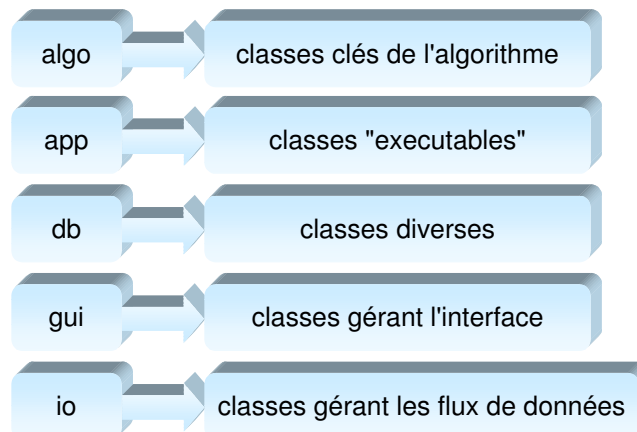 algo classes clés de l'algorithme
app classes "executables"
db classes diverses
gui classes gérant l'interface
io classes gérant les flux de données